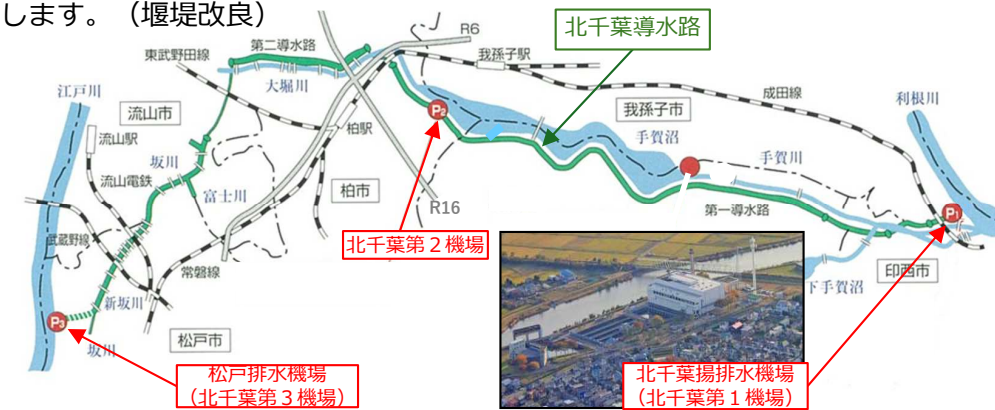 します。（堰堤改良）
R6
北千葉導水路
第二導水路
東武野田線
我孫子駅
大堀川
江戸川
成田線
利根川
流山市
P2
我孫子市
流山駅
柏駅
手賀沼
手賀川
坂川
流山電鉄
富士川
柏市
R16
第一導水路
P1
北千葉第２機場
武蔵野線
常磐線
印西市
下手賀沼
新坂川
P3
松戸市
坂川
松戸排水機場
（北千葉第３機場）
北千葉揚排水機場
（北千葉第１機場）